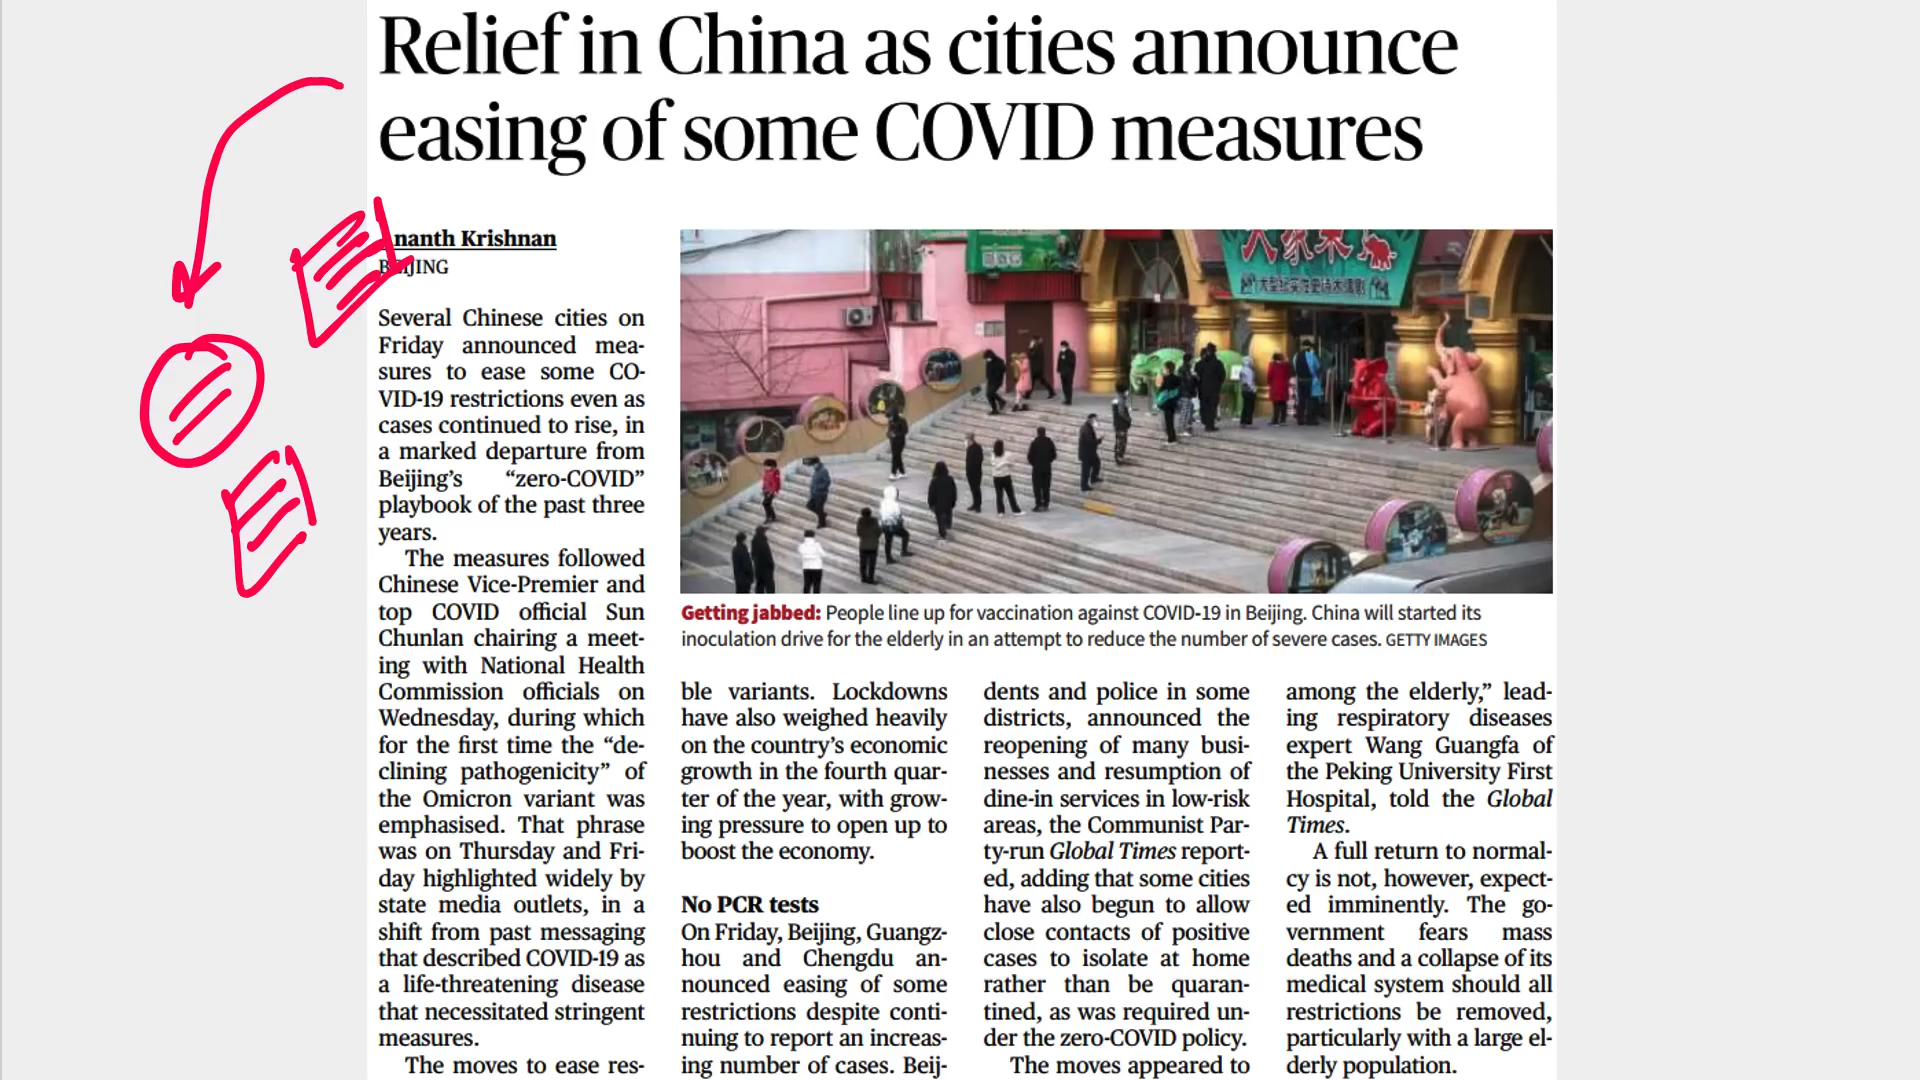 Relief in China as cities announce
easing of some COVID measures
nanth Krishnan
BEIJING
Several Chinese cities on
Friday announced mea-
sures to ease some CO-
VID-19 restrictions even as
cases continued to rise, in
a marked departure from
Beijing's "zero-COVID"
playbook of the past three
years.
The measures followed
Chinese Vice-Premier and
top COVID official Sun
Chunlan chairing a meet-
ing with National Health
Commission officials on
Wednesday, during which
for the first time the "de-
clining pathogenicity" of
the Omicron variant was
emphasised. That phrase
was on Thursday and Fri-
day highlighted widely by
state media outlets, in a
shift from past messaging
that described COVID-19 as
a life-threatening disease
that necessitated stringent
measures.
The moves to ease res-
Getting jabbed: People line up for vaccination against COVID-19 in Beijing. China will started its
inoculation drive for the elderly in an attempt to reduce the number of severe cases. GETTY IMAGES
ble variants. Lockdowns
have also weighed heavily
on the country's economic
growth in the fourth quar-
ter of the year, with grow-
ing pressure to open up to
boost the economy.
No PCR tests
On Friday, Beijing, Guangz-
hou and Chengdu an-
nounced easing of some
restrictions despite conti-
nuing to report an increas-
ing number of cases. Beij-
dents and police in some
districts, announced the
reopening of many busi-
nesses and resumption of
dine-in services in low-risk
areas, the Communist Par-
ty-run Global Times report-
ed, adding that some cities
have also begun to allow
close contacts of positive
cases to isolate at home
rather than be quaran-
tined, as was required un-
der the zero-COVID policy.
The moves appeared to
among the elderly," lead-
ing respiratory diseases
expert Wang Guangfa of
the Peking University First
Hospital, told the Global
Times.
A full return to normal-
cy is not, however, expect-
ed imminently. The go-
vernment fears mass
deaths and a collapse of its
medical system should all
restrictions be removed,
particularly with a large el-
derly population.